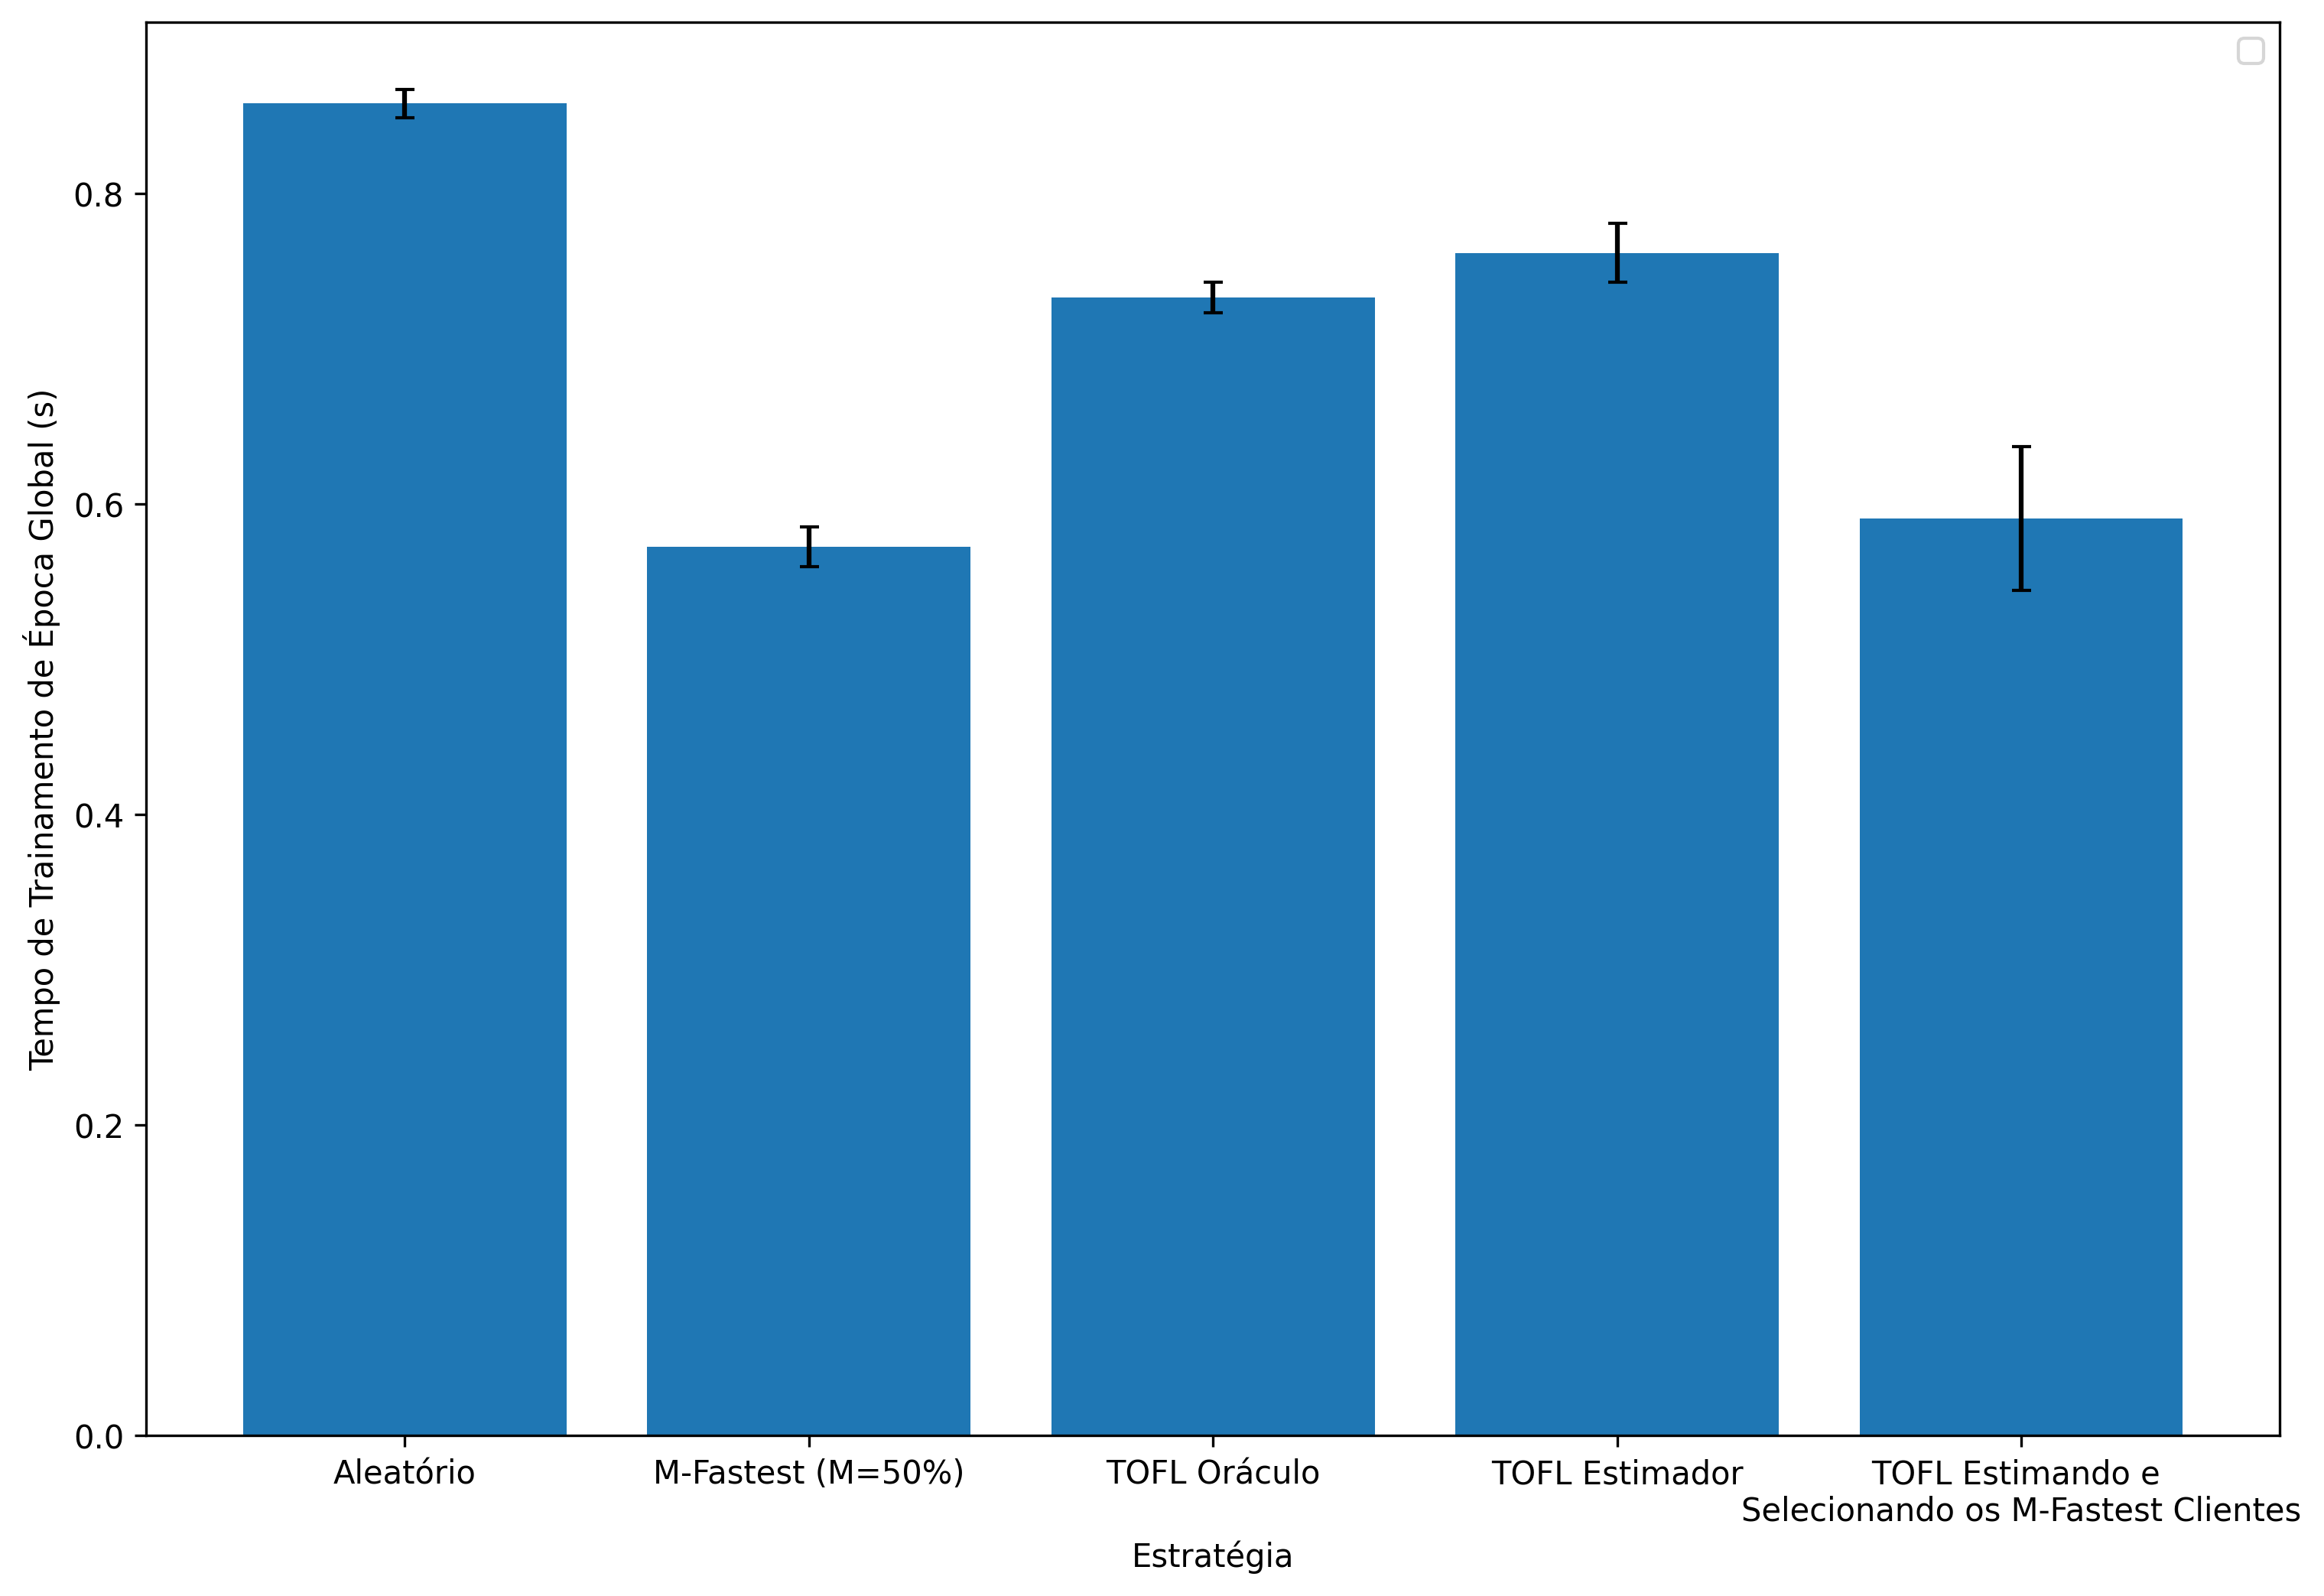 Tempo de Trainamento de Época Global (s)
0.8
0.6
0.4
0.2
0.0
Aleatório
M-Fastest (M=50%)
TOFL Oráculo
TOFL Estimador
TOFL Estimando e
Selecionando os M-Fastest Clientes
Estratégia